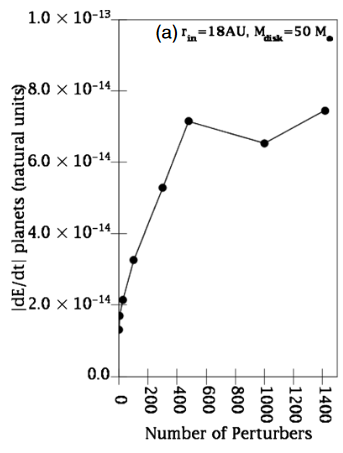 1.0 × 10⁻¹³
(a) r_in=18AU, M_disk=50 M
8.0 × 10⁻¹⁴
6.0 × 10⁻¹⁴
4.0 × 10⁻¹⁴
2.0 × 10⁻¹⁴
0.0
|dE/dt| planets (natural units)
0 200 400 600 800 1000 1200 1400
Number of Perturbers